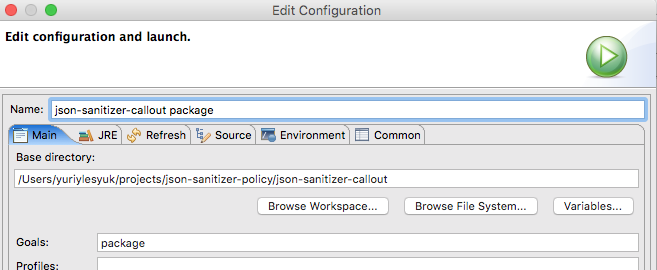 Edit Configuration
Edit configuration and launch.
Name: json-sanitizer-callout package
Main JRE Refresh Source Environment Common
Base directory:
/Users/yuriylesyuk/projects/json-sanitizer-policy/json-sanitizer-callout
Browse Workspace... Browse File System... Variables...
Goals: package
Profiles: